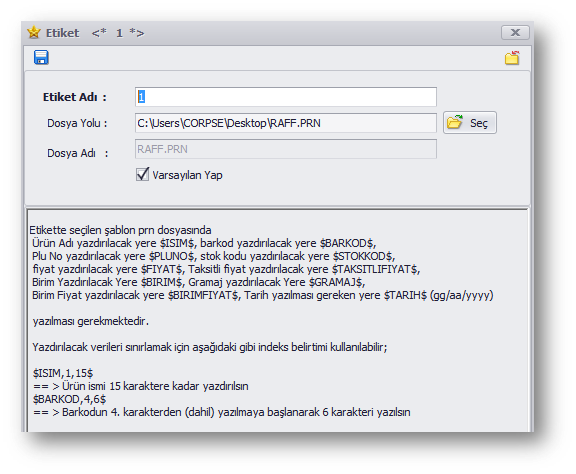 Etiket <* 1 *>
Etiket Adı :
1
Dosya Yolu :
C:\Users\CORPSE\Desktop\RAFF.PRN
Seç
Dosya Adı :
RAFF.PRN
Varsayılan Yap
Etikette seçilen şablon prn dosyasında
Ürün Adı yazdırılacak yere $ISIM$, barkod yazdırılacak yere $BARKOD$,
Plu No yazdırılacak yere $PLUNO$, stok kodu yazdırılacak yere $STOKKOD$,
fiyat yazdırılacak yere $FIYAT$, Taksitli fiyat yazdırılacak yere $TAKSITLIFIYAT$,
Birim Yazdırılacak Yere $BIRIM$, Gramaj yazdırılacak Yere $GRAMAJ$,
Birim Fiyat yazdırılacak yere $BIRIMFIYAT$, Tarih yazılması gereken yere $TARIH$ (gg/aa/yyyy)
yazılması gerekmektedir.
Yazdırılacak verileri sınırlamak için aşağıdaki gibi indeks belirtimi kullanılabilir;
$ISIM,1,15$
== > Ürün ismi 15 karaktere kadar yazdırılsın
$BARKOD,4,6$
== > Barkodun 4. karakterden (dahil) yazılmaya başlanarak 6 karakteri yazılsın